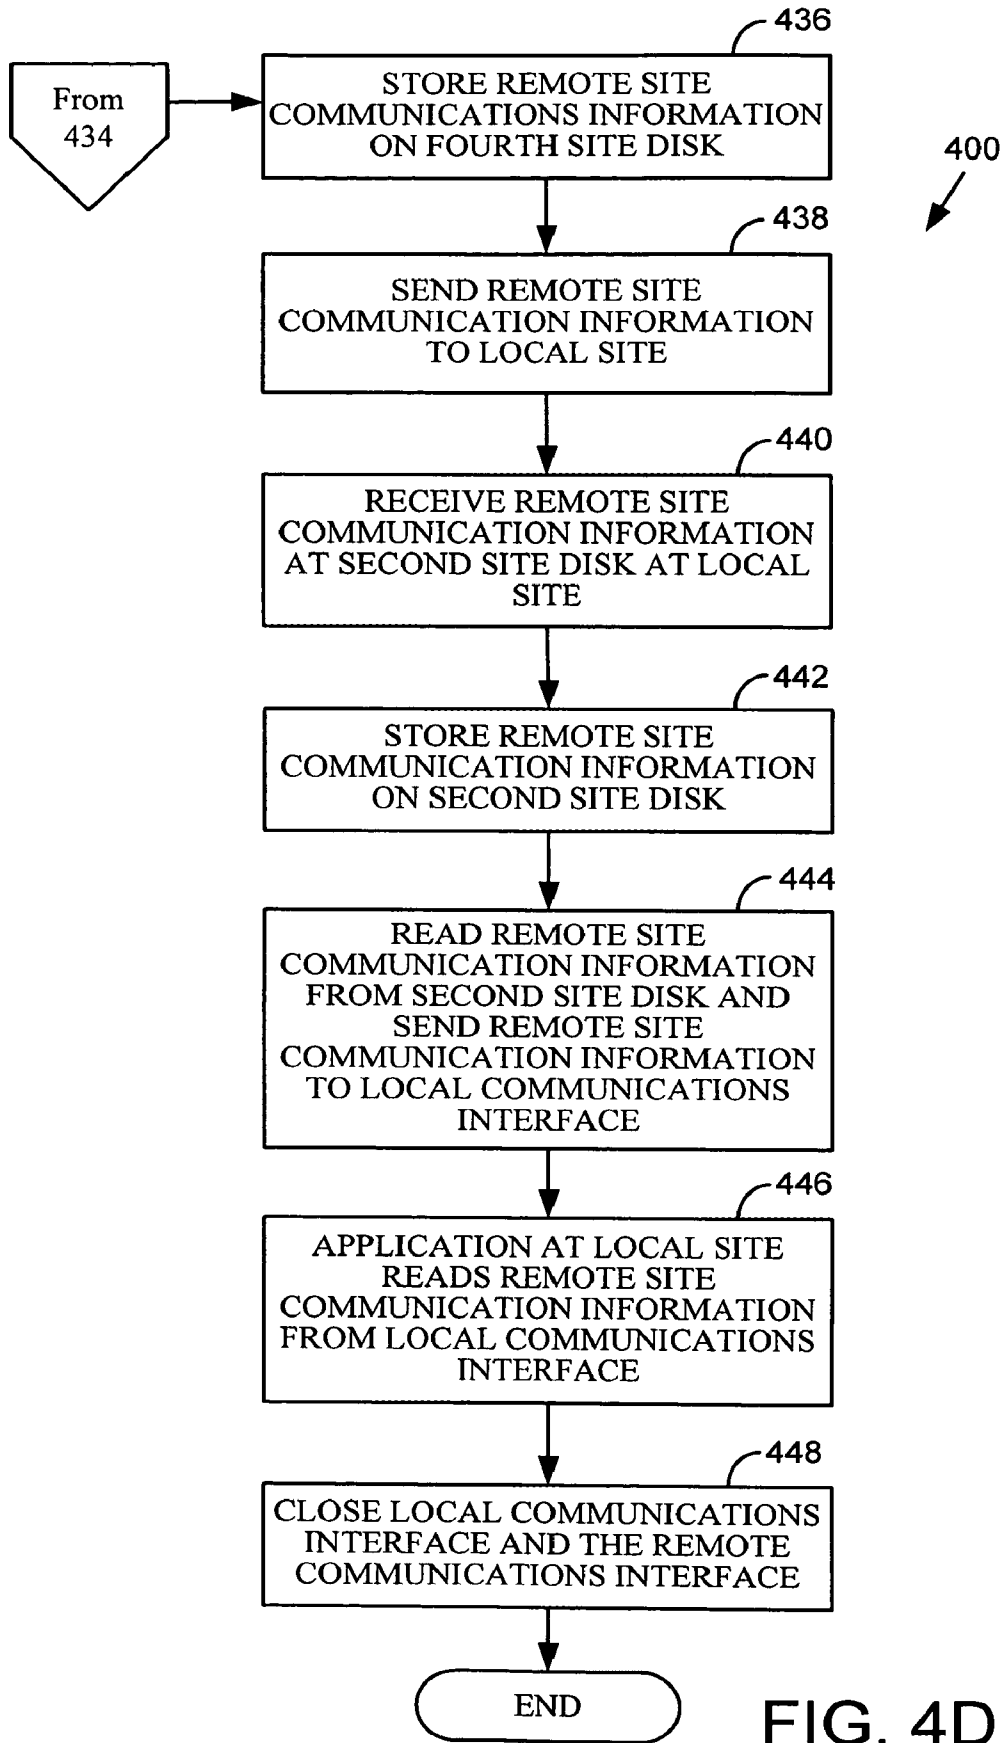 436
From
434
STORE REMOTE SITE
COMMUNICATIONS INFORMATION
ON FOURTH SITE DISK
400
438
SEND REMOTE SITE
COMMUNICATION INFORMATION
TO LOCAL SITE
440
RECEIVE REMOTE SITE
COMMUNICATION INFORMATION
AT SECOND SITE DISK AT LOCAL
SITE
442
STORE REMOTE SITE
COMMUNICATION INFORMATION
ON SECOND SITE DISK
444
READ REMOTE SITE
COMMUNICATION INFORMATION
FROM SECOND SITE DISK AND
SEND REMOTE SITE
COMMUNICATION INFORMATION
TO LOCAL COMMUNICATIONS
INTERFACE
446
APPLICATION AT LOCAL SITE
READS REMOTE SITE
COMMUNICATION INFORMATION
FROM LOCAL COMMUNICATIONS
INTERFACE
448
CLOSE LOCAL COMMUNICATIONS
INTERFACE AND THE REMOTE
COMMUNICATIONS INTERFACE
END
FIG. 4D